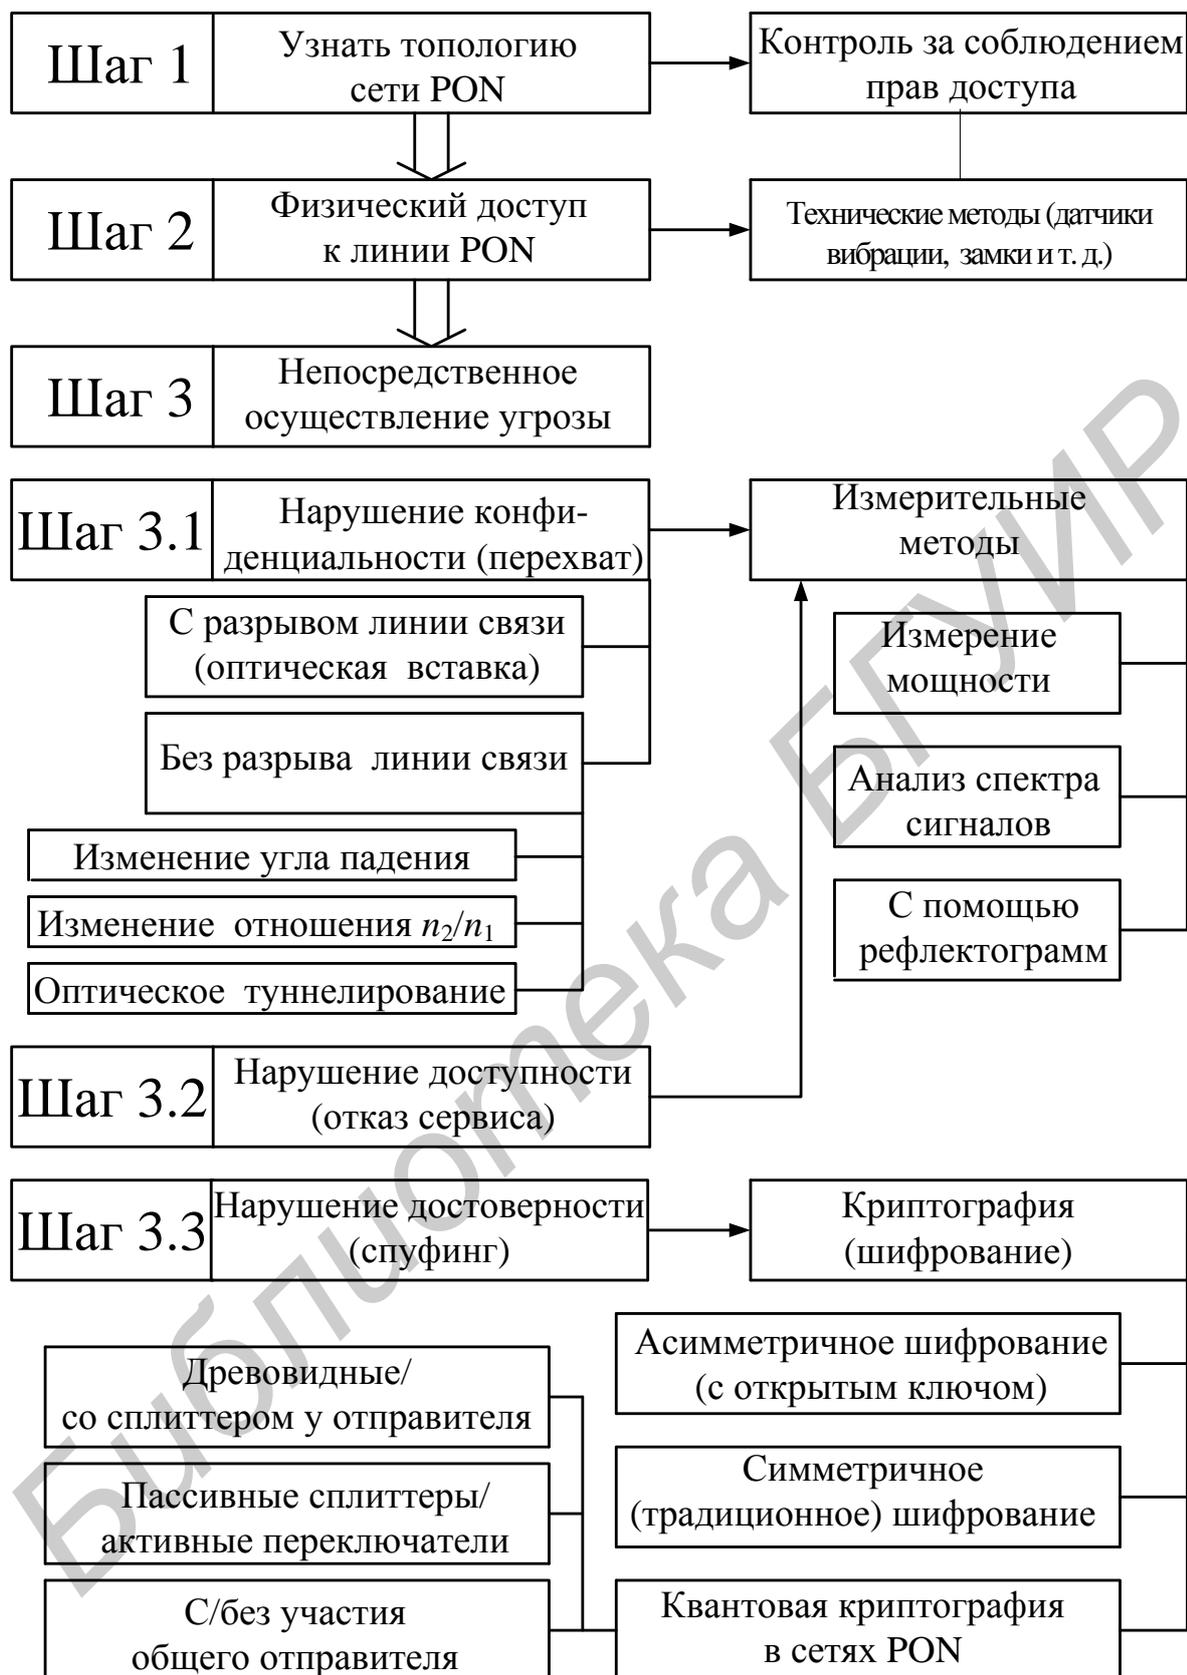 Шаг 1
Узнать топологию
сети PON
Контроль за соблюдением
прав доступа
Шаг 2
Физический доступ
к линии PON
Технические методы (датчики
вибрации, замки и т. д.)
Шаг 3
Непосредственное
осуществление угрозы
Шаг 3.1
Нарушение конфи-
денциальности (перехват)
Измерительные
методы
С разрывом линии связи
(оптическая вставка)
Измерение
мощности
Без разрыва линии связи
Анализ спектра
сигналов
Изменение угла падения
Изменение отношения n₂/n₁
С помощью
рефлектограмм
Оптическое туннелирование
Шаг 3.2
Нарушение доступности
(отказ сервиса)
Шаг 3.3
Нарушение достоверности
(спуфинг)
Криптография
(шифрование)
Асимметричное шифрование
(с открытым ключом)
Древовидные/
со сплиттером у отправителя
Симметричное
(традиционное) шифрование
Пассивные сплиттеры/
активные переключатели
Квантовая криптография
в сетях PON
С/без участия
общего отправителя
Библиотека БГУИР